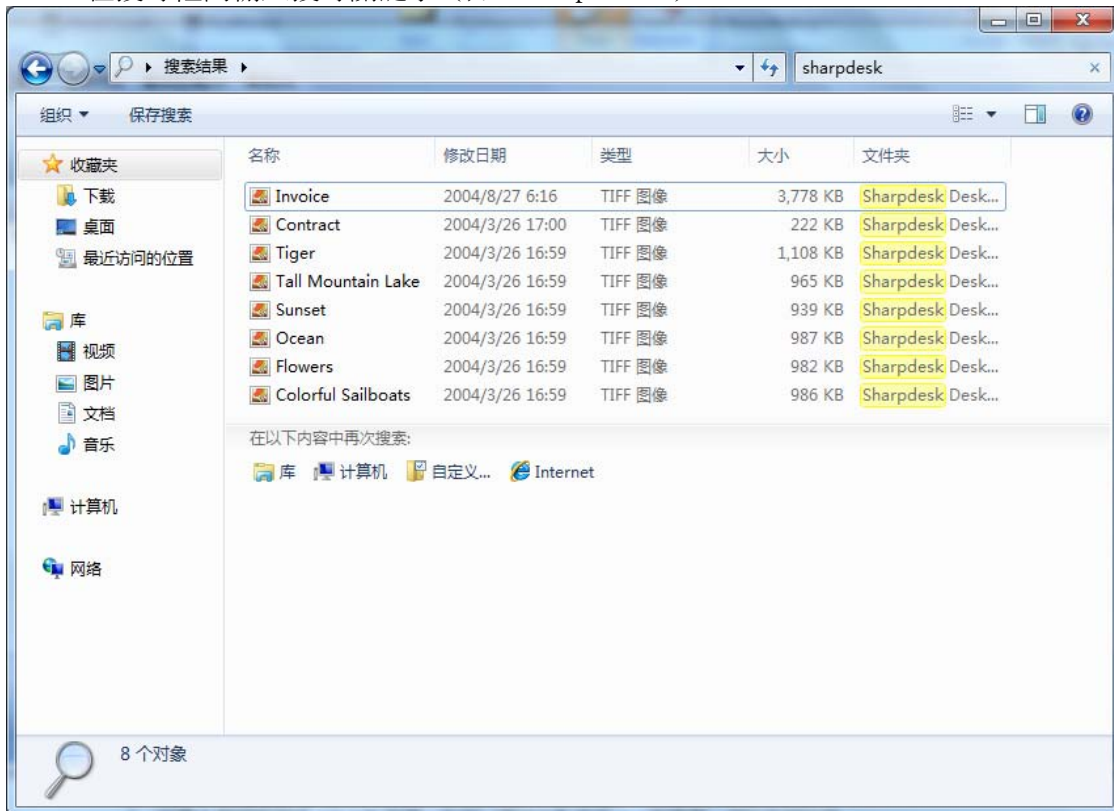 搜索结果
sharpdesk
组织 保存搜索
收藏夹
下载
桌面
最近访问的位置
库
视频
图片
文档
音乐
计算机
网络
名称 修改日期 类型 大小 文件夹
Invoice 2004/8/27 6:16 TIFF 图像 3,778 KB Sharpdesk Desk...
Contract 2004/3/26 17:00 TIFF 图像 222 KB Sharpdesk Desk...
Tiger 2004/3/26 16:59 TIFF 图像 1,108 KB Sharpdesk Desk...
Tall Mountain Lake 2004/3/26 16:59 TIFF 图像 965 KB Sharpdesk Desk...
Sunset 2004/3/26 16:59 TIFF 图像 939 KB Sharpdesk Desk...
Ocean 2004/3/26 16:59 TIFF 图像 987 KB Sharpdesk Desk...
Flowers 2004/3/26 16:59 TIFF 图像 982 KB Sharpdesk Desk...
Colorful Sailboats 2004/3/26 16:59 TIFF 图像 986 KB Sharpdesk Desk...
在以下内容中再次搜索:
库 计算机 自定义... Internet
8 个对象